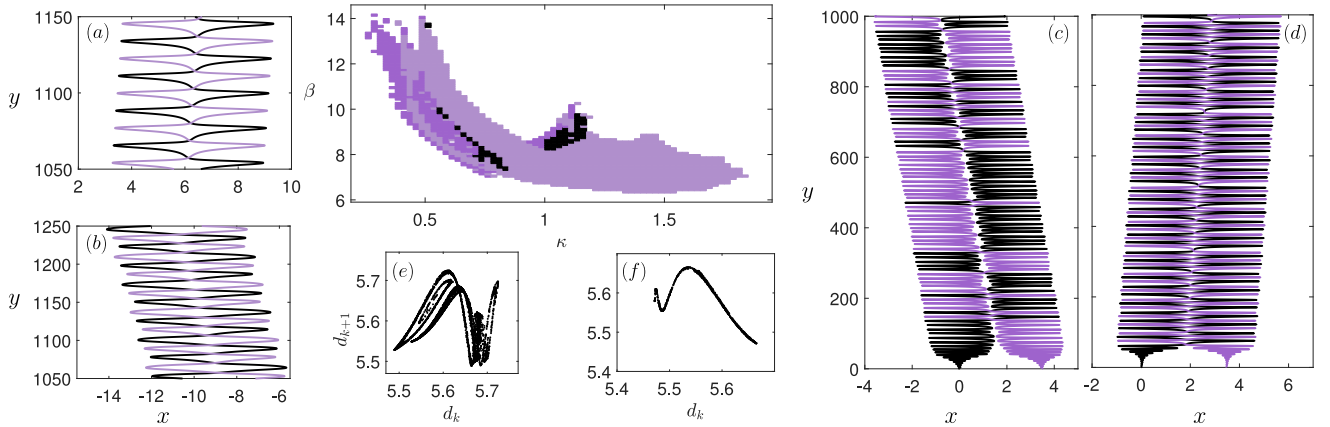 (a)
y
1150
1100
1050
2 4 6 8 10
(b)
y
1250
1200
1150
1100
1050
-14 -12 -10 -8 -6
x
β
14
12
10
8
6
0.5 1 1.5
κ
(e)
d_{k+1}
5.7
5.6
5.5
5.5 5.6 5.7
d_k
(f)
5.6
5.5
5.4
5.4 5.5 5.6
d_k
(c)
y
1000
800
600
400
200
0
-4 -2 0 2 4
x
(d)
-2 0 2 4 6
x